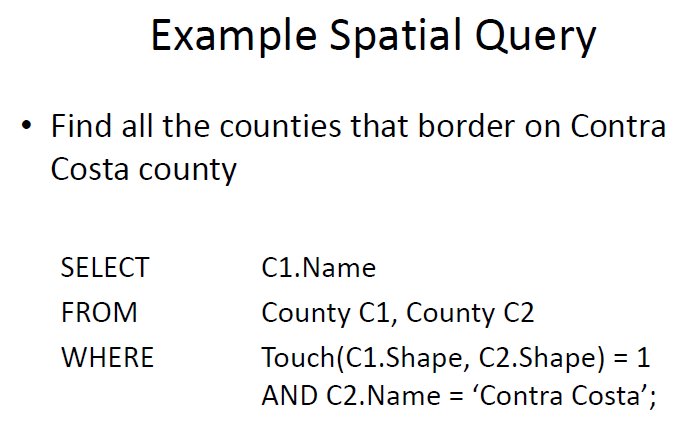 Example Spatial Query
• Find all the counties that border on Contra
Costa county
SELECT C1.Name
FROM County C1, County C2
WHERE Touch(C1.Shape, C2.Shape) = 1
AND C2.Name = ‘Contra Costa’;